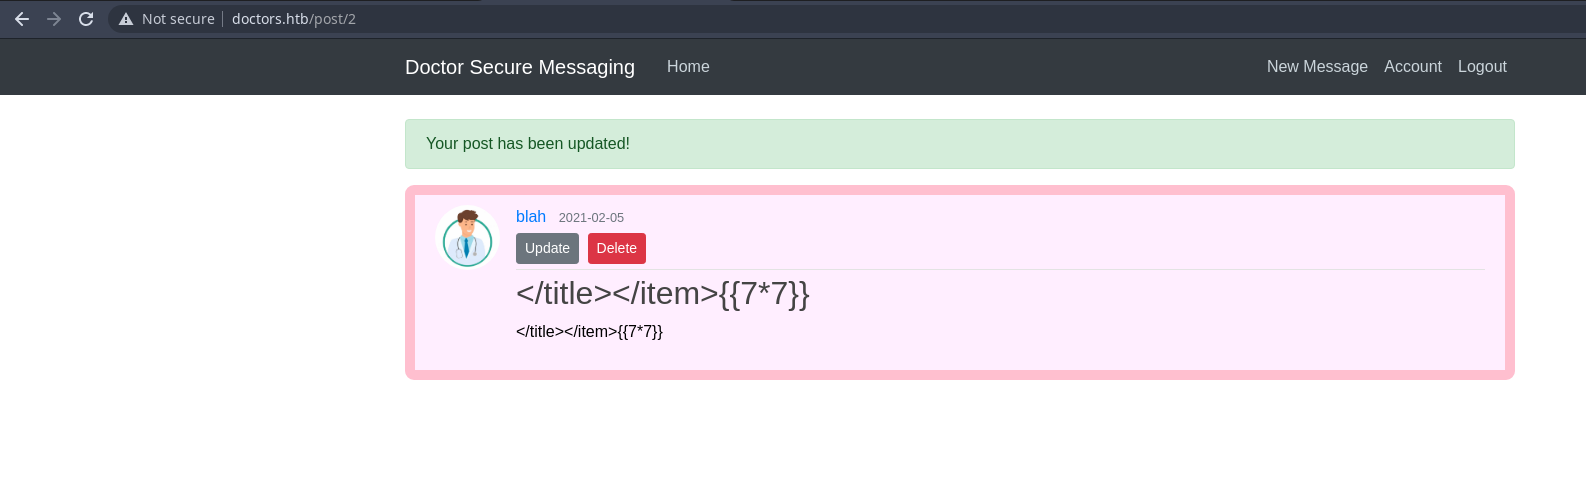 Not secure | doctors.htb/post/2
Doctor Secure Messaging Home New Message Account Logout
Your post has been updated!
blah 2021-02-05
Update Delete
</title></item>{{7*7}}
</title></item>{{7*7}}